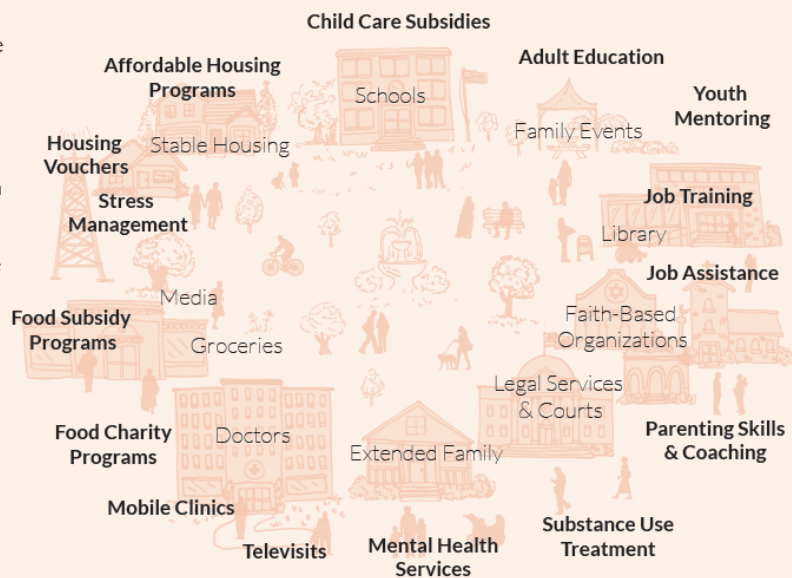 Child Care Subsidies
Affordable Housing
Programs
Schools
Adult Education
Family Events
Youth
Mentoring
Housing
Vouchers
Stable Housing
Stress
Management
Job Training
Library
Job Assistance
Media
Food Subsidy
Programs
Groceries
Faith-Based
Organizations
Legal Services
& Courts
Food Charity
Programs
Doctors
Extended Family
Parenting Skills
& Coaching
Mobile Clinics
Televisits
Mental Health
Services
Substance Use
Treatment